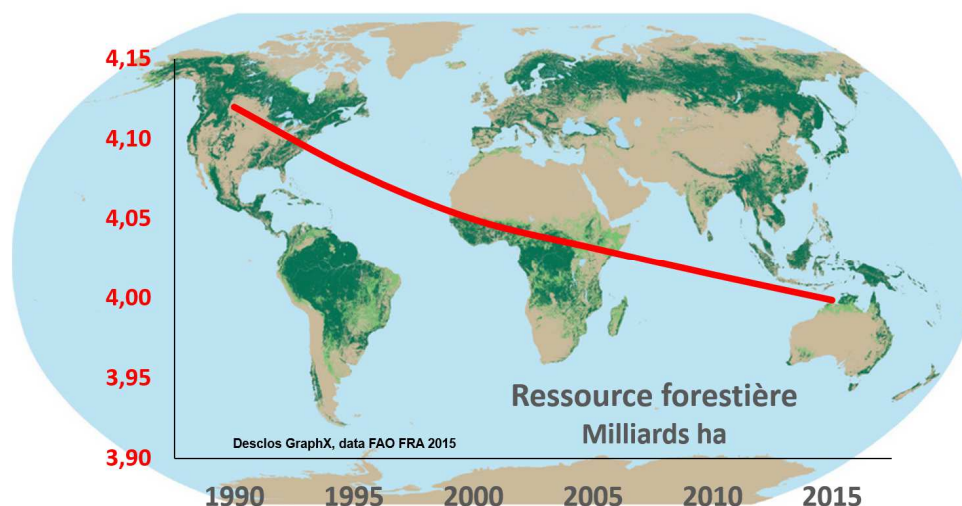 4,15
4,10
4,05
4,00
3,95
3,90
Ressource forestière
Milliards ha
Desclos GraphX, data FAO FRA 2015
1990 1995 2000 2005 2010 2015